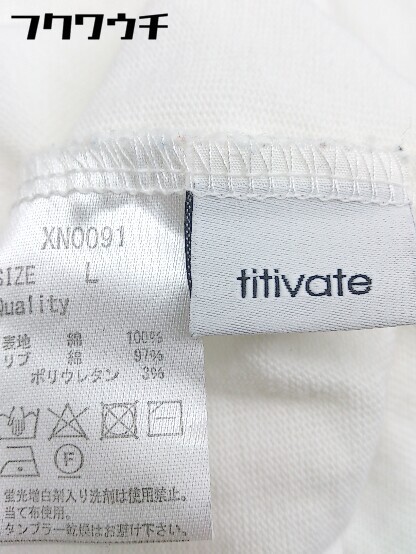 フクワウチ
XN0091
SIZE L
Quality
表地 綿 100%
リブ 綿 97%
ポリウレタン 3%
titivate
蛍光増白剤入り洗剤は使用禁止。
当て布使用。
タンブラー乾燥はお避け下さい。